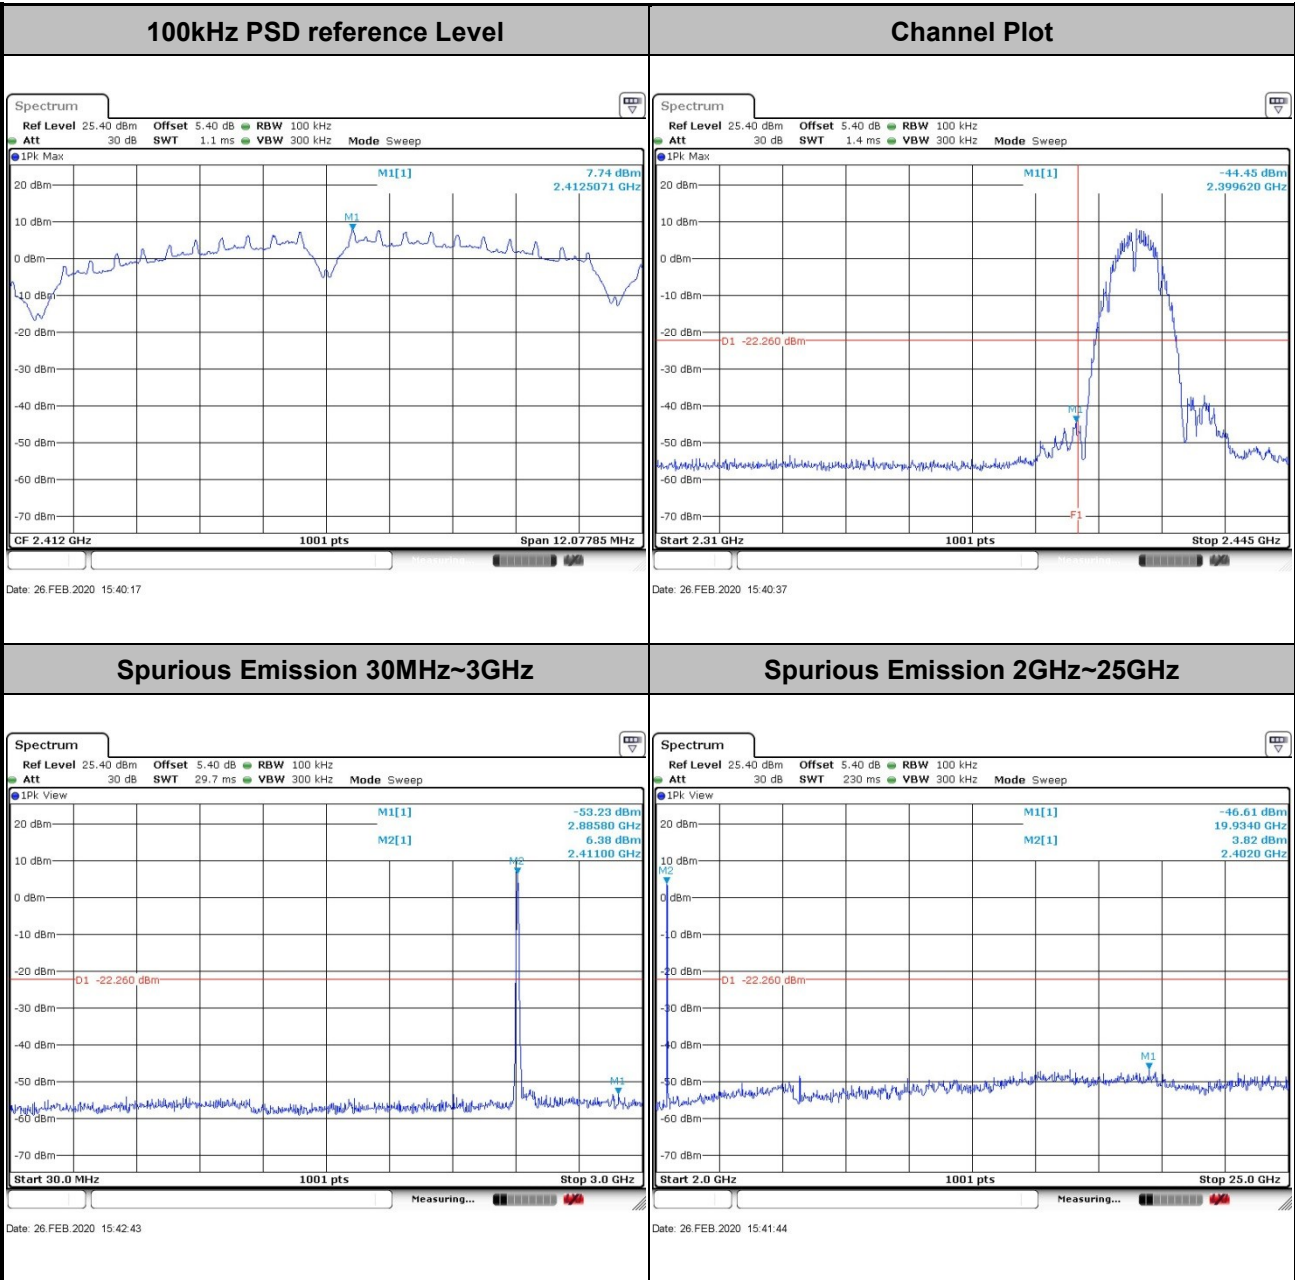 100kHz PSD reference Level
Channel Plot
Spectrum
Ref Level 25.40 dBm Offset 5.40 dB RBW 100 kHz
Att 30 dB SWT 1.1 ms VBW 300 kHz Mode Sweep
1Pk Max
M1[1] 7.74 dBm
2.4125071 GHz
20 dBm
10 dBm
M1
0 dBm
-10 dBm
-20 dBm
-30 dBm
-40 dBm
-50 dBm
-60 dBm
-70 dBm
CF 2.412 GHz 1001 pts Span 12.07785 MHz
Measuring...
Date: 26.FEB.2020 15:40:17
Spectrum
Ref Level 25.40 dBm Offset 5.40 dB RBW 100 kHz
Att 30 dB SWT 1.4 ms VBW 300 kHz Mode Sweep
1Pk Max
M1[1] -44.45 dBm
2.399620 GHz
20 dBm
10 dBm
0 dBm
-10 dBm
-20 dBm
D1 -22.260 dBm
-30 dBm
-40 dBm
M1
-50 dBm
-60 dBm
-70 dBm
F1
Start 2.31 GHz 1001 pts Stop 2.445 GHz
Measuring...
Date: 26.FEB.2020 15:40:37
Spurious Emission 30MHz~3GHz
Spurious Emission 2GHz~25GHz
Spectrum
Ref Level 25.40 dBm Offset 5.40 dB RBW 100 kHz
Att 30 dB SWT 29.7 ms VBW 300 kHz Mode Sweep
1Pk View
M1[1] -53.23 dBm
2.88580 GHz
20 dBm
M2[1] 6.38 dBm
2.41100 GHz
10 dBm
M2
0 dBm
-10 dBm
-20 dBm
D1 -22.260 dBm
-30 dBm
-40 dBm
-50 dBm
M1
-60 dBm
-70 dBm
Start 30.0 MHz 1001 pts Stop 3.0 GHz
Measuring...
Date: 26.FEB.2020 15:42:43
Spectrum
Ref Level 25.40 dBm Offset 5.40 dB RBW 100 kHz
Att 30 dB SWT 230 ms VBW 300 kHz Mode Sweep
1Pk View
M1[1] -46.61 dBm
19.9340 GHz
20 dBm
M2[1] 3.82 dBm
2.4020 GHz
10 dBm
M2
0 dBm
-10 dBm
-20 dBm
D1 -22.260 dBm
-30 dBm
-40 dBm
M1
-50 dBm
-60 dBm
-70 dBm
Start 2.0 GHz 1001 pts Stop 25.0 GHz
Measuring...
Date: 26.FEB.2020 15:41:44